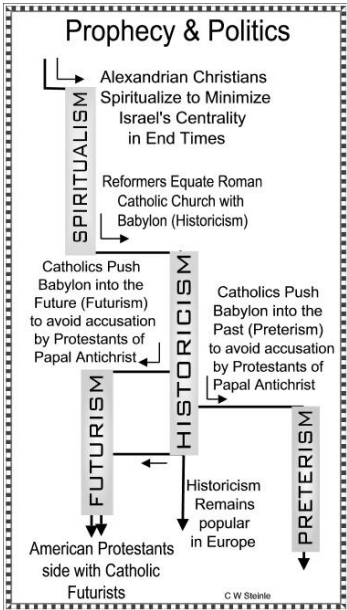 Prophecy & Politics
Alexandrian Christians
Spiritualize to Minimize
Israel's Centrality
in End Times
SPIRITUALISM
Reformers Equate Roman
Catholic Church with
Babylon (Historicism)
HISTORICISM
Catholics Push
Babylon into the
Future (Futurism)
to avoid accusation
by Protestants of
Papal Antichrist
Catholics Push
Babylon into the
Past (Preterism)
to avoid accusation
by Protestants of
Papal Antichrist
FUTURISM
PRETERISM
Historicism
Remains
popular
in Europe
American Protestants
side with Catholic
Futurists
C W Steinle